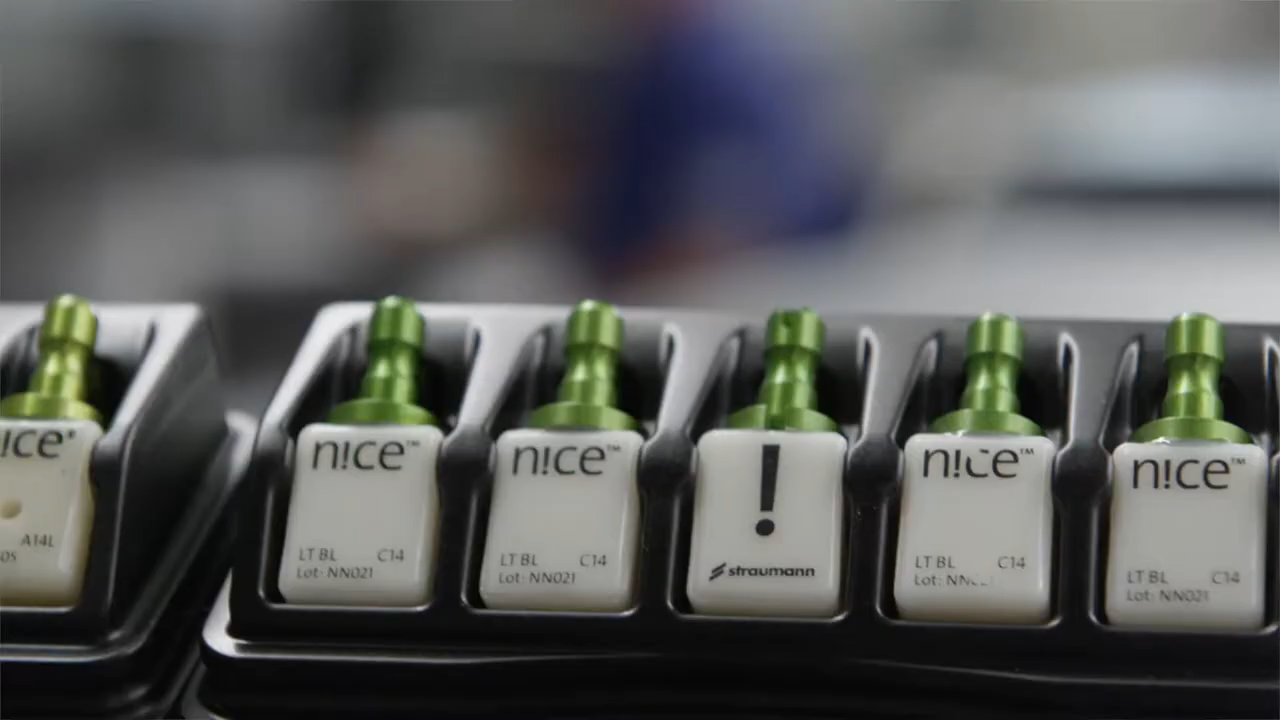 n!ce™
LT BL C14
Lot: NN021
n!ce™
LT BL C14
Lot: NN021
!
straumann
n!ce™
LT BL C14
Lot:
n!ce™
LT BL C14
Lot: NN021
A14L